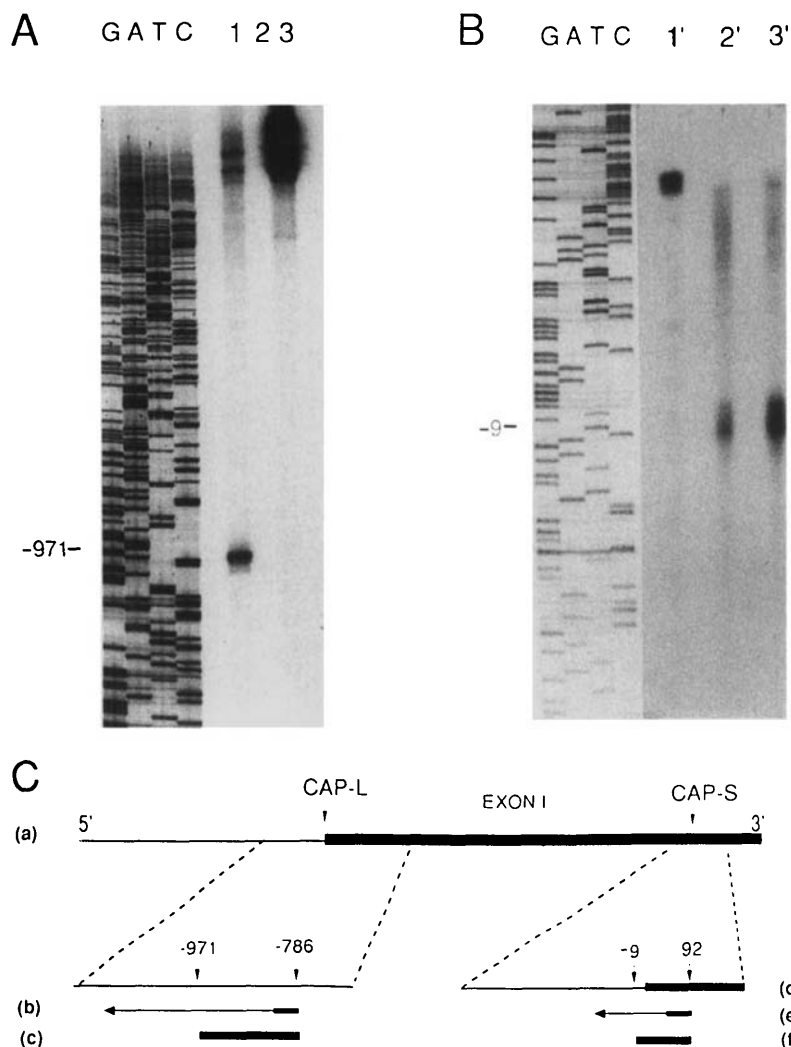 A
G A T C 1 2 3
-971-
B
G A T C 1' 2' 3'
-9-
C
CAP-L
EXON I
CAP-S
(a)
5'
3'
-971
-786
-9
92
(b)
(c)
(d
(e
(f